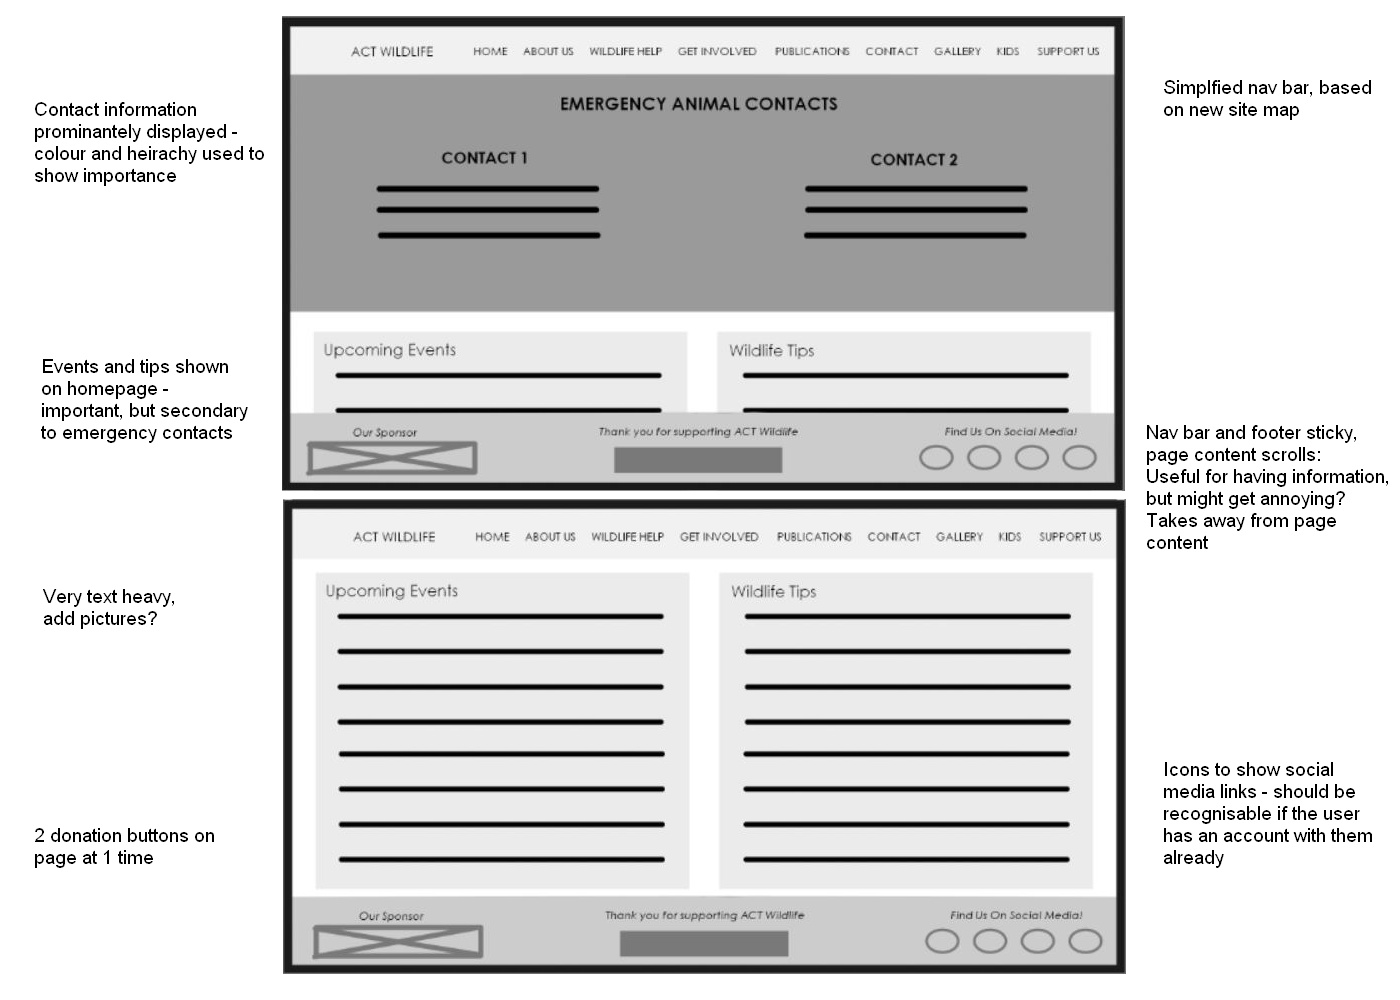 Contact information
prominantely displayed -
colour and heirachy used to
show importance
Events and tips shown
on homepage -
important, but secondary
to emergency contacts
Very text heavy,
add pictures?
2 donation buttons on
page at 1 time
ACT WILDLIFE HOME ABOUT US WILDLIFE HELP GET INVOLVED PUBLICATIONS CONTACT GALLERY KIDS SUPPORT US
EMERGENCY ANIMAL CONTACTS
CONTACT 1
CONTACT 2
Upcoming Events
Wildlife Tips
Our Sponsor
Thank you for supporting ACT Wildlife
Find Us On Social Media!
ACT WILDLIFE HOME ABOUT US WILDLIFE HELP GET INVOLVED PUBLICATIONS CONTACT GALLERY KIDS SUPPORT US
Upcoming Events
Wildlife Tips
Our Sponsor
Thank you for supporting ACT Wildlife
Find Us On Social Media!
Simplfied nav bar, based
on new site map
Nav bar and footer sticky,
page content scrolls:
Useful for having information,
but might get annoying?
Takes away from page
content
Icons to show social
media links - should be
recognisable if the user
has an account with them
already